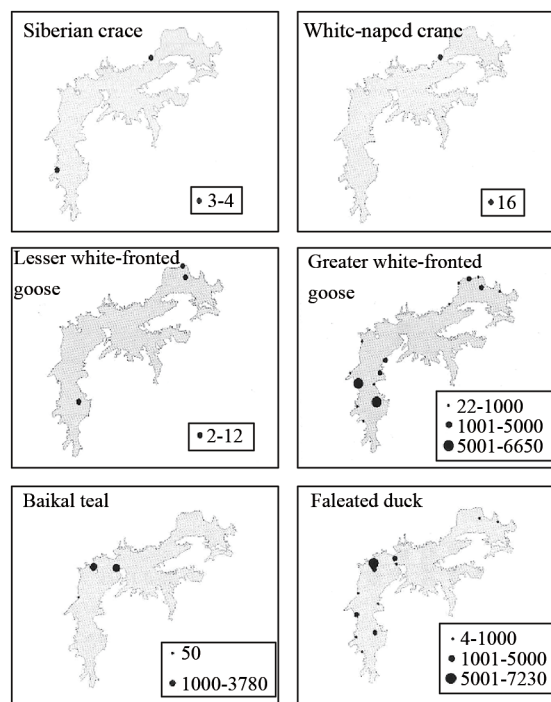 Siberian crace
3-4
Whitc-napcd cranc
16
Lesser white-fronted
goose
2-12
Greater white-fronted
goose
22-1000
1001-5000
5001-6650
Baikal teal
50
1000-3780
Faleated duck
4-1000
1001-5000
5001-7230